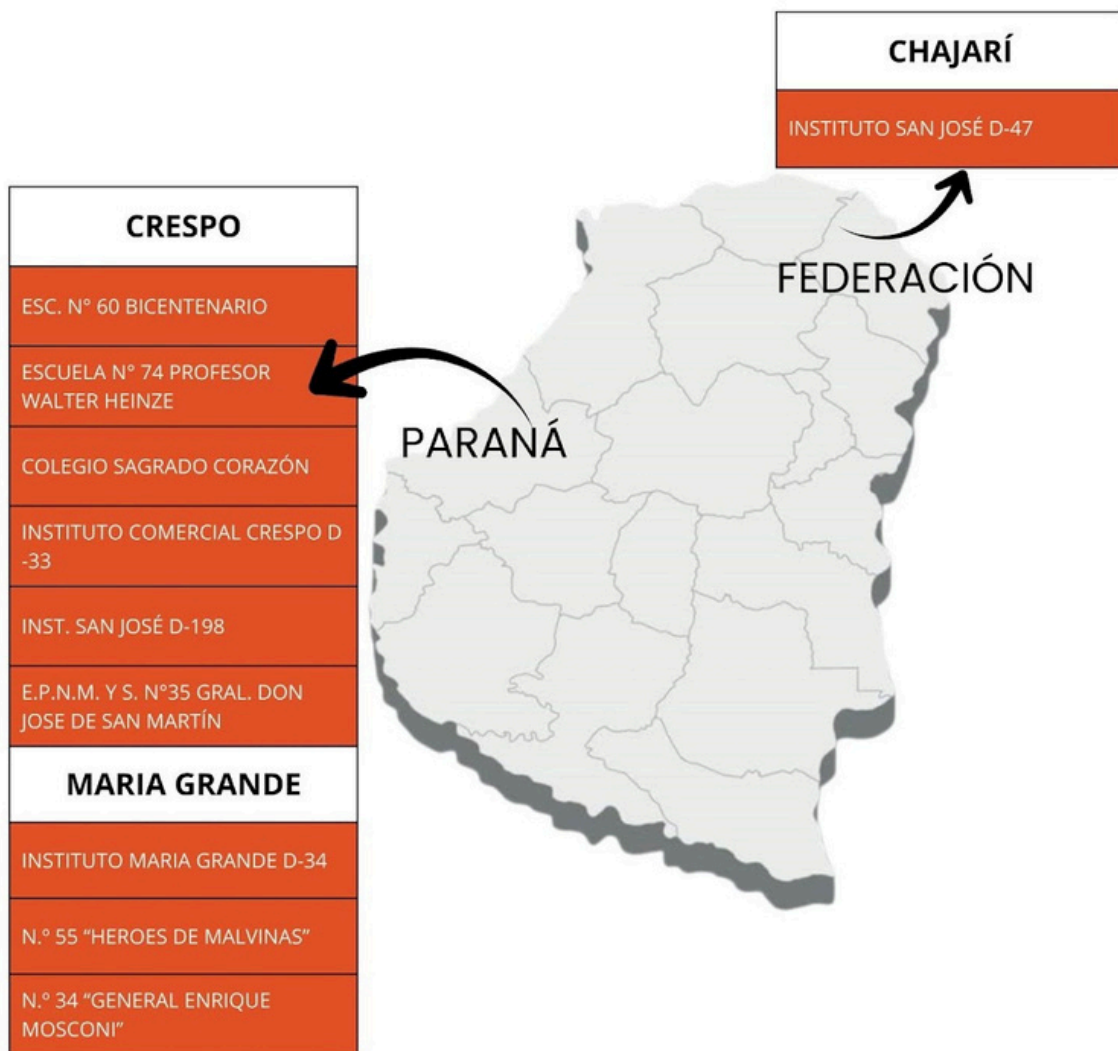 CHAJARÍ
INSTITUTO SAN JOSÉ D-47
FEDERACIÓN
PARANÁ
CRESPO
ESC. N° 60 BICENTENARIO
ESCUELA N° 74 PROFESOR
WALTER HEINZE
COLEGIO SAGRADO CORAZÓN
INSTITUTO COMERCIAL CRESPO D
-33
INST. SAN JOSÉ D-198
E.P.N.M. Y S. N°35 GRAL. DON
JOSE DE SAN MARTÍN
MARIA GRANDE
INSTITUTO MARIA GRANDE D-34
N.º 55 “HEROES DE MALVINAS”
N.º 34 “GENERAL ENRIQUE
MOSCONI”